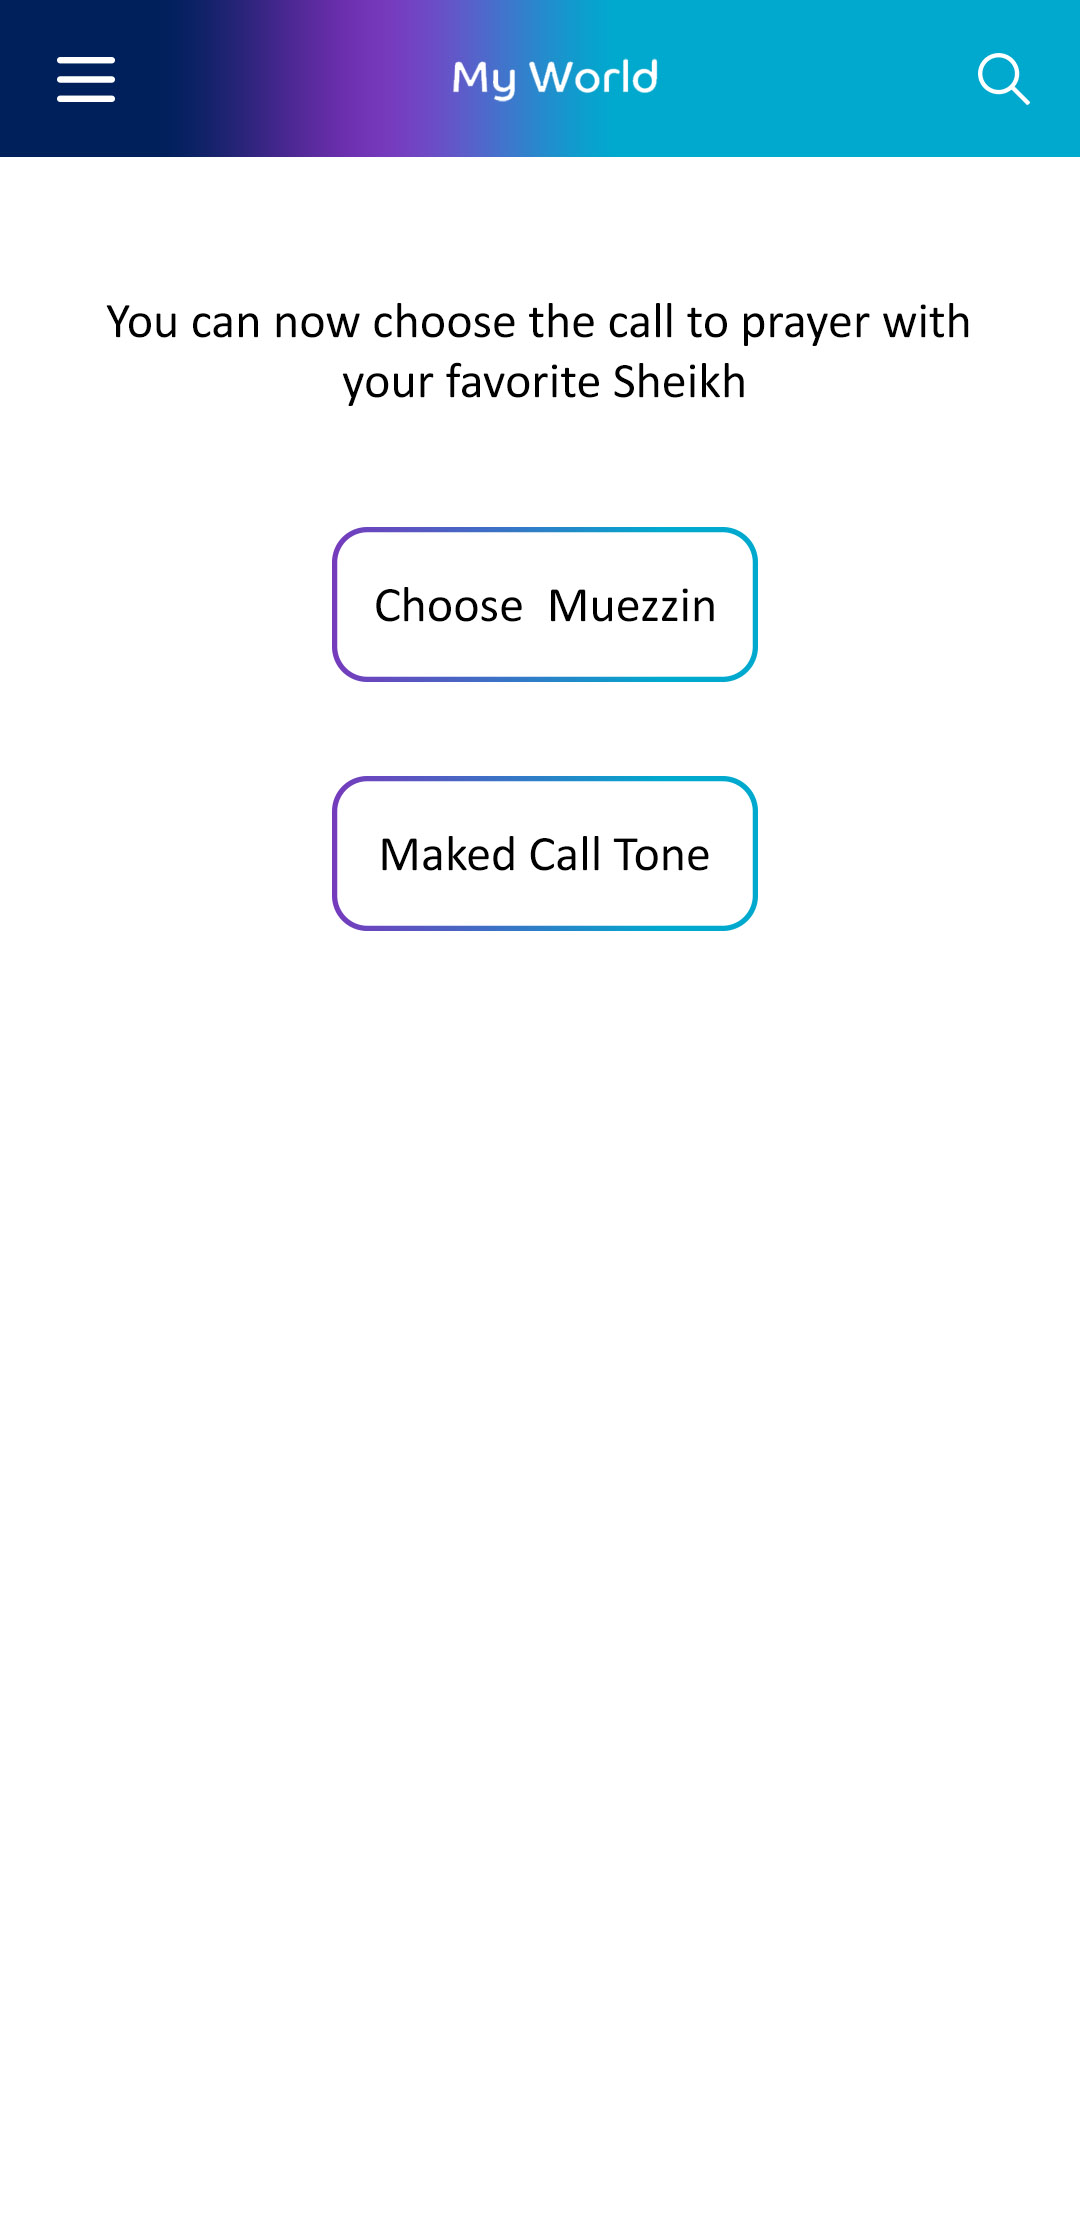 My World
You can now choose the call to prayer with
your favorite Sheikh
Choose  Muezzin
Maked Call Tone